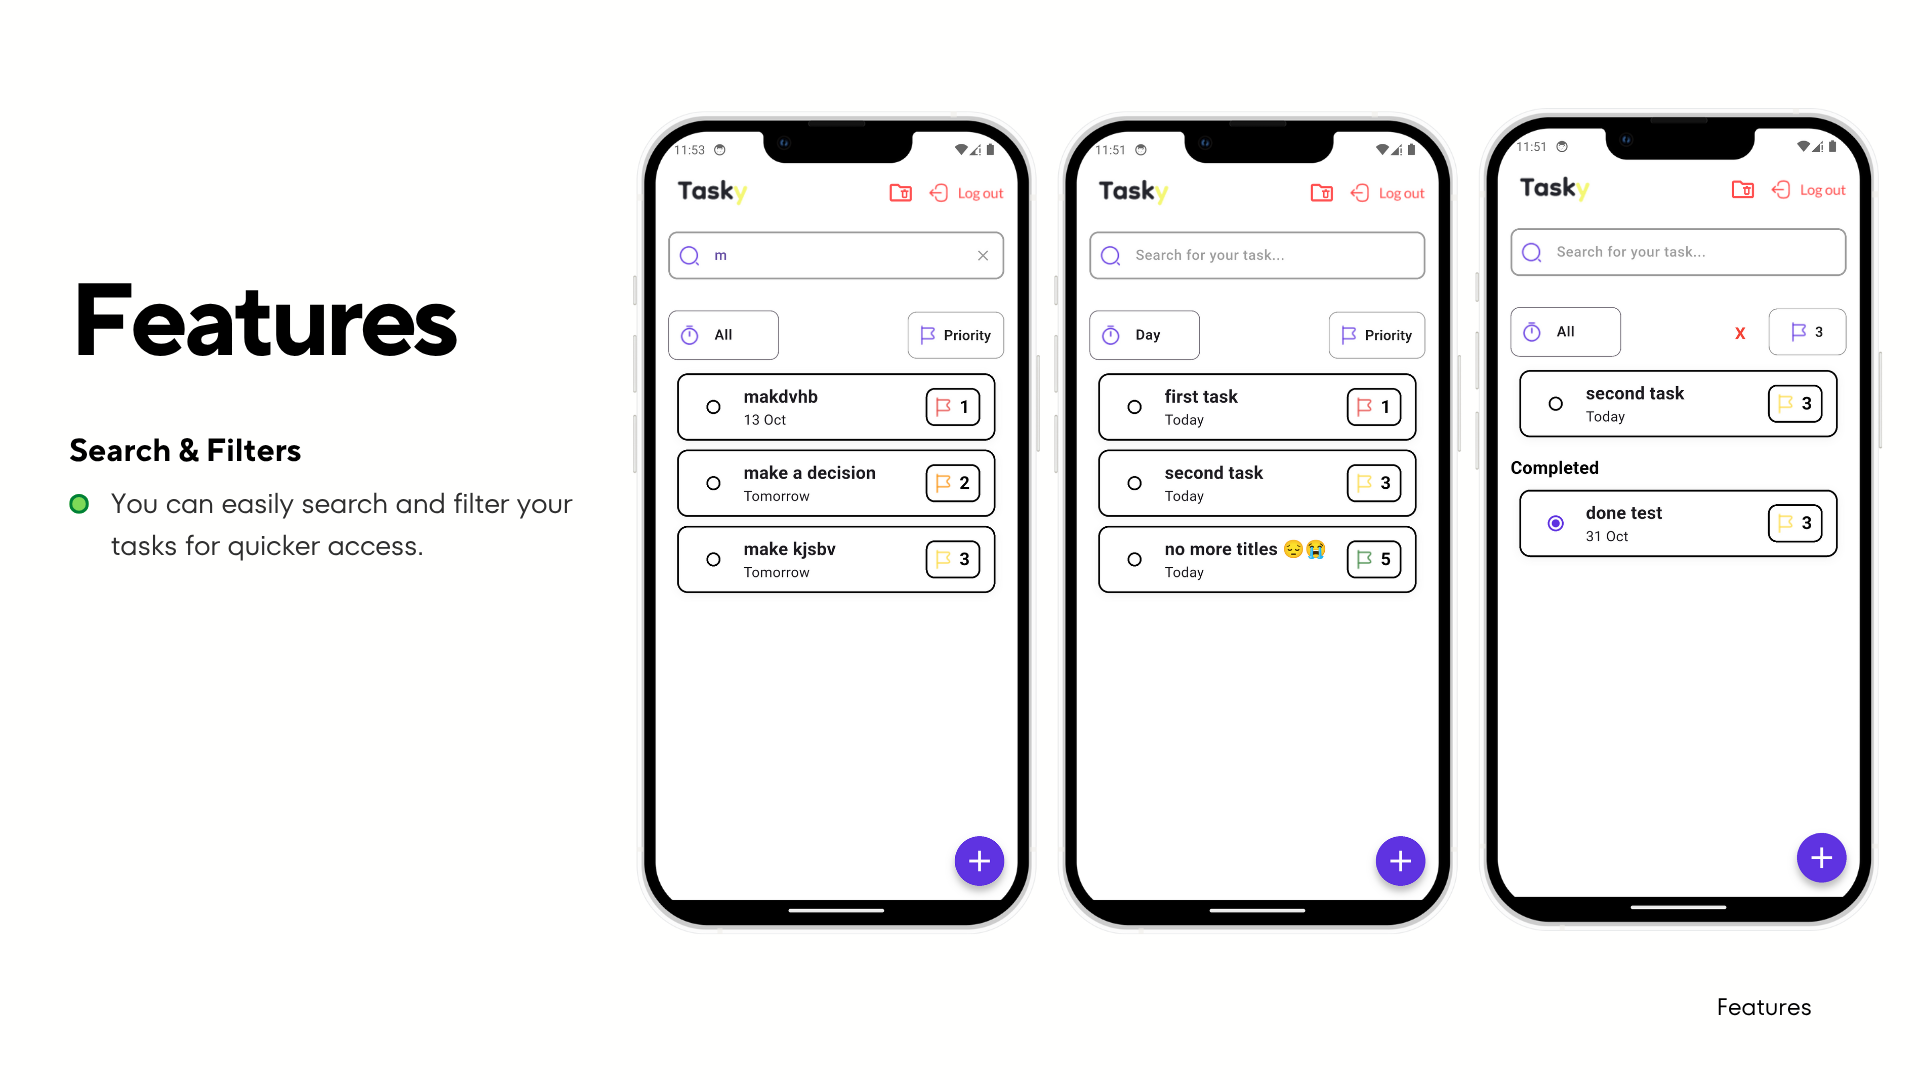 Features
Search & Filters
You can easily search and filter your
tasks for quicker access.
11:53
Tasky
Log out
m
All
Priority
makdvhb
13 Oct
1
make a decision
Tomorrow
2
make kjsbv
Tomorrow
3
11:51
Tasky
Log out
Search for your task...
Day
Priority
first task
Today
1
second task
Today
3
no more titles 😔😭
Today
5
11:51
Tasky
Log out
Search for your task...
All
X
3
second task
Today
3
Completed
done test
31 Oct
3
Features